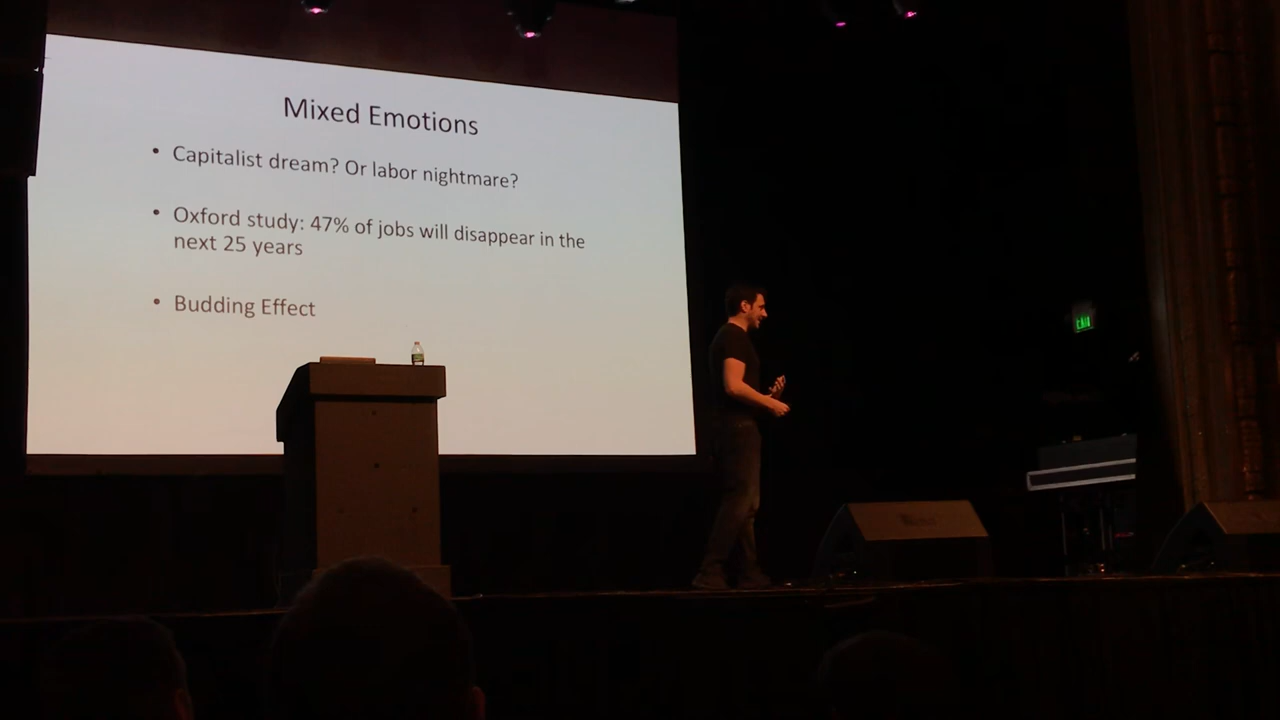 Mixed Emotions
• Capitalist dream? Or labor nightmare?
• Oxford study: 47% of jobs will disappear in the
next 25 years
• Budding Effect
EXIT